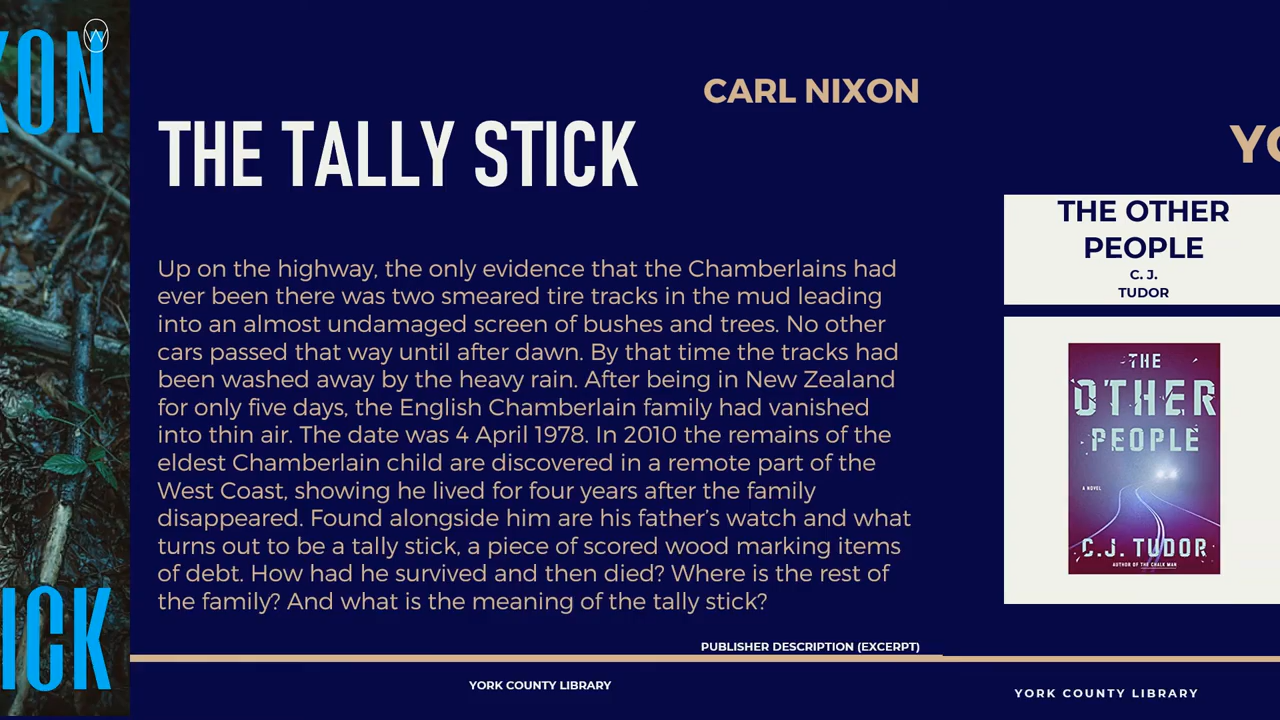 XON
CARL NIXON
THE TALLY STICK
Up on the highway, the only evidence that the Chamberlains had
ever been there was two smeared tire tracks in the mud leading
into an almost undamaged screen of bushes and trees. No other
cars passed that way until after dawn. By that time the tracks had
been washed away by the heavy rain. After being in New Zealand
for only five days, the English Chamberlain family had vanished
into thin air. The date was 4 April 1978. In 2010 the remains of the
eldest Chamberlain child are discovered in a remote part of the
West Coast, showing he lived for four years after the family
disappeared. Found alongside him are his father’s watch and what
turns out to be a tally stick, a piece of scored wood marking items
of debt. How had he survived and then died? Where is the rest of
the family? And what is the meaning of the tally stick?
ICK
PUBLISHER DESCRIPTION (EXCERPT)
YORK COUNTY LIBRARY
YO
THE OTHER
PEOPLE
C. J.
TUDOR
THE
OTHER
PEOPLE
A NOVEL
C.J. TUDOR
AUTHOR OF THE CHALK MAN
YORK COUNTY LIBRARY